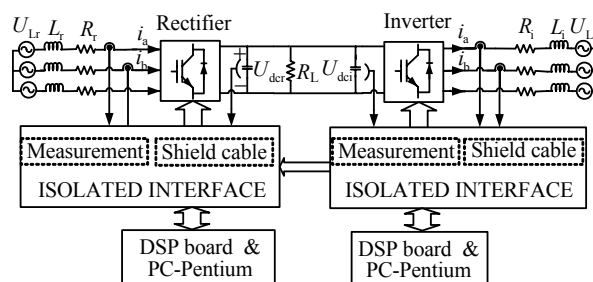 U_Lr L_r R_r i_a Rectifier Inverter i_a R_i L_i U_L
i_b U_dcr R_L U_dci i_b
Measurement Shield cable Measurement Shield cable
ISOLATED INTERFACE ISOLATED INTERFACE
DSP board & DSP board &
PC-Pentium PC-Pentium